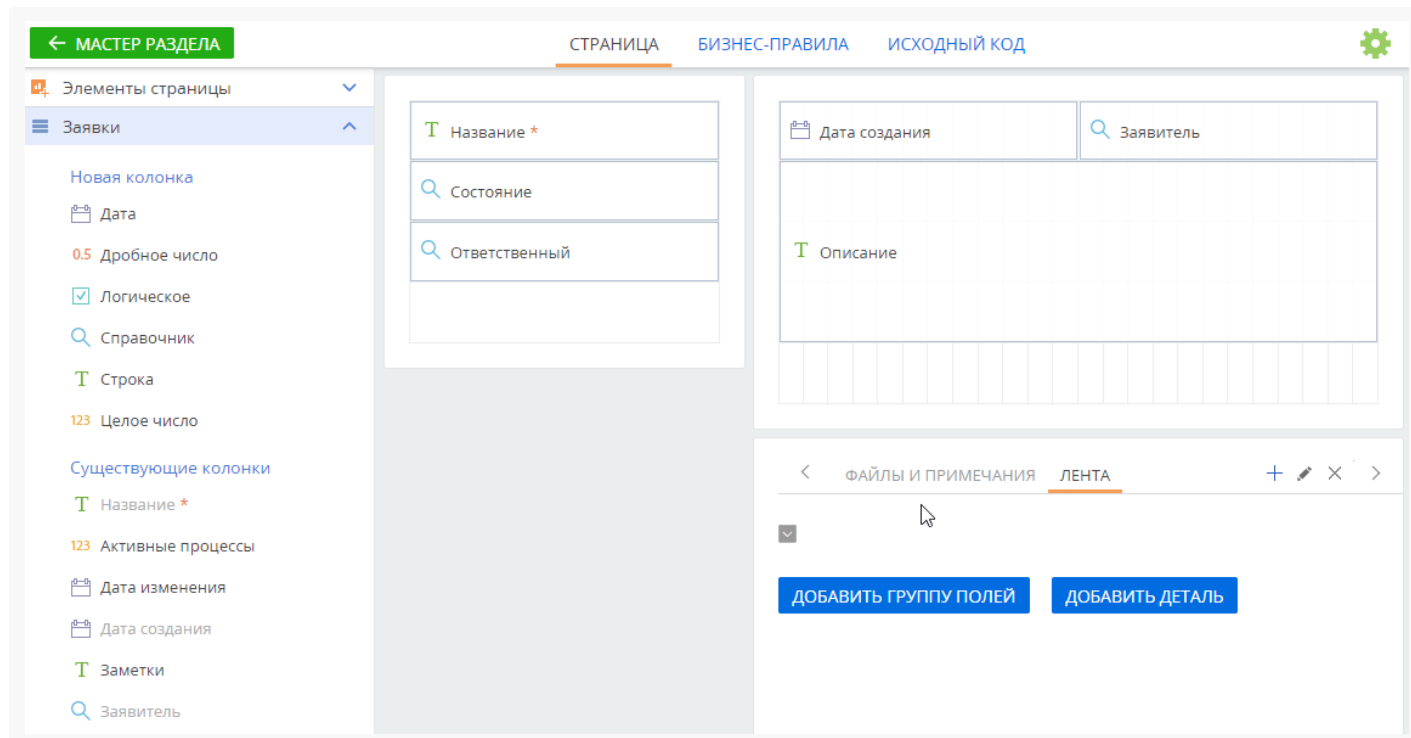 ← МАСТЕР РАЗДЕЛА
СТРАНИЦА БИЗНЕС-ПРАВИЛА ИСХОДНЫЙ КОД
Элементы страницы
Заявки
Новая колонка
Дата
0.5 Дробное число
Логическое
Справочник
T Строка
123 Целое число
Существующие колонки
T Название *
123 Активные процессы
Дата изменения
Дата создания
T Заметки
Заявитель
T Название *
Состояние
Ответственный
Дата создания Заявитель
T Описание
ФАЙЛЫ И ПРИМЕЧАНИЯ ЛЕНТА
ДОБАВИТЬ ГРУППУ ПОЛЕЙ ДОБАВИТЬ ДЕТАЛЬ